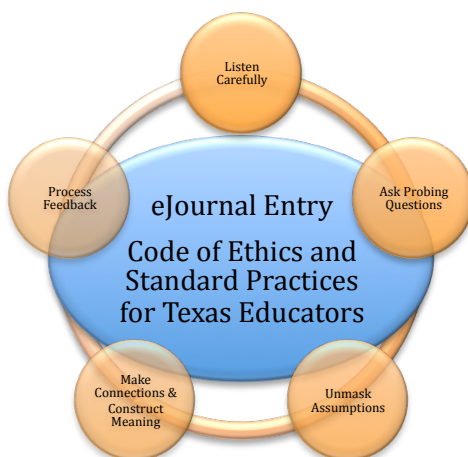 Listen
Carefully
Process
Feedback
Ask Probing
Questions
eJournal Entry
Code of Ethics and
Standard Practices
for Texas Educators
Make
Connections &
Construct
Meaning
Unmask
Assumptions